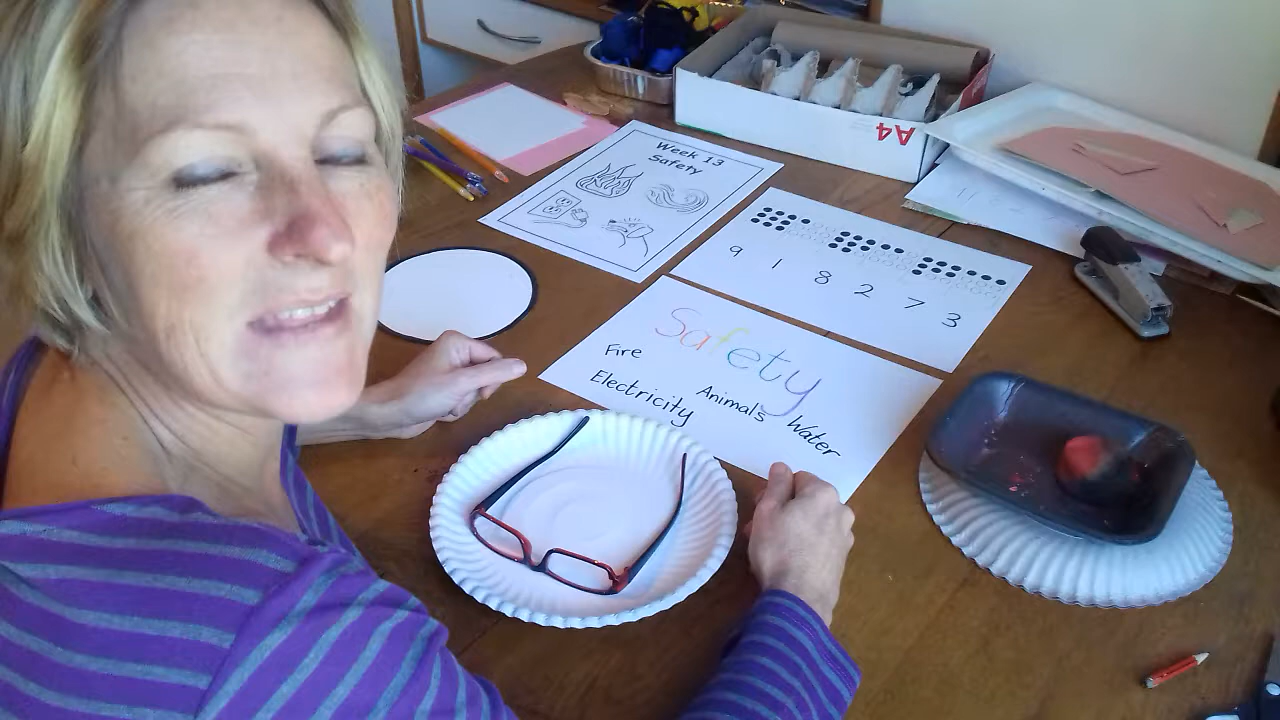 Week 13
Safety
9 1 8 2 7 3
Safety
Fire
Electricity
Animals
Water
A4